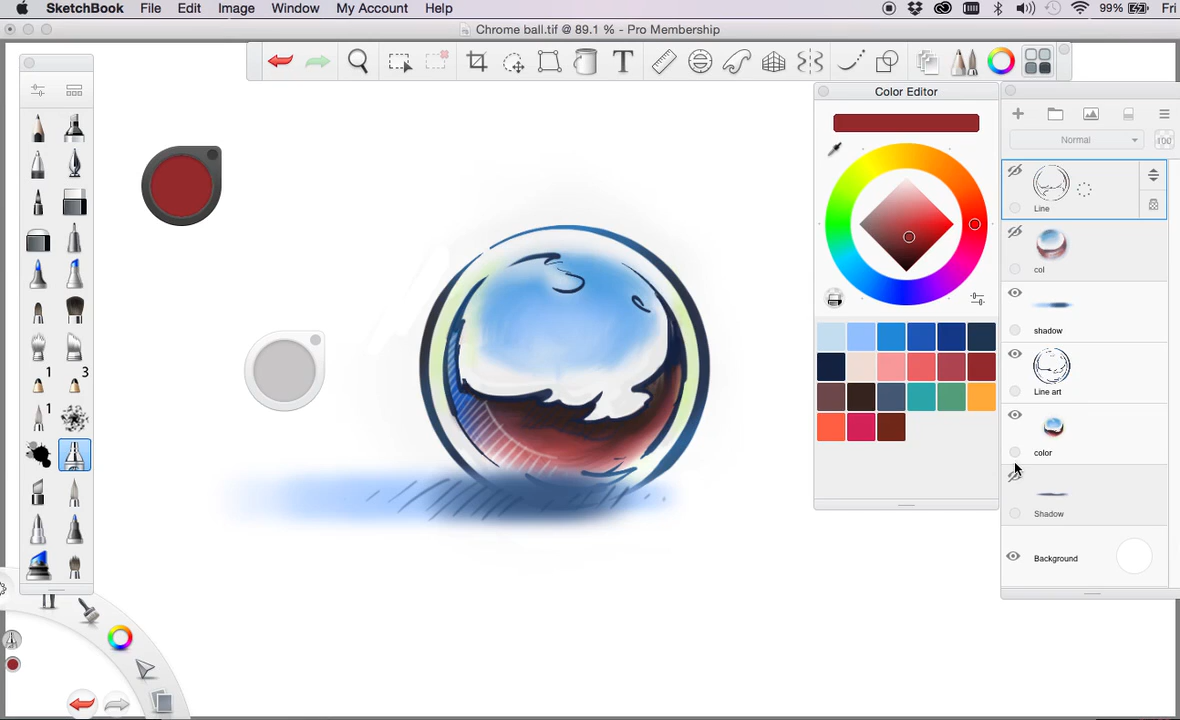 SketchBook File Edit Image Window My Account Help 99% Fri
Chrome ball.tif @ 89.1 % - Pro Membership
T
Color Editor
Normal
100
Line
col
shadow
Line art
color
Shadow
Background
1 3
1